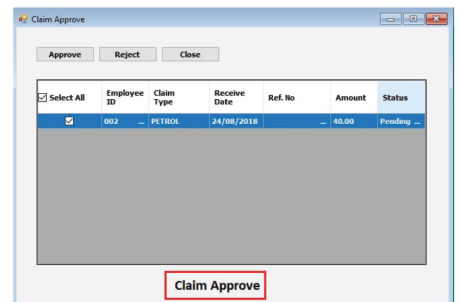 Claim Approve
Approve Reject Close
Select All Employee ID Claim Type Receive Date Ref. No Amount Status
002 ... PETROL 24/08/2018 ... 40.00 Pending ...
Claim Approve